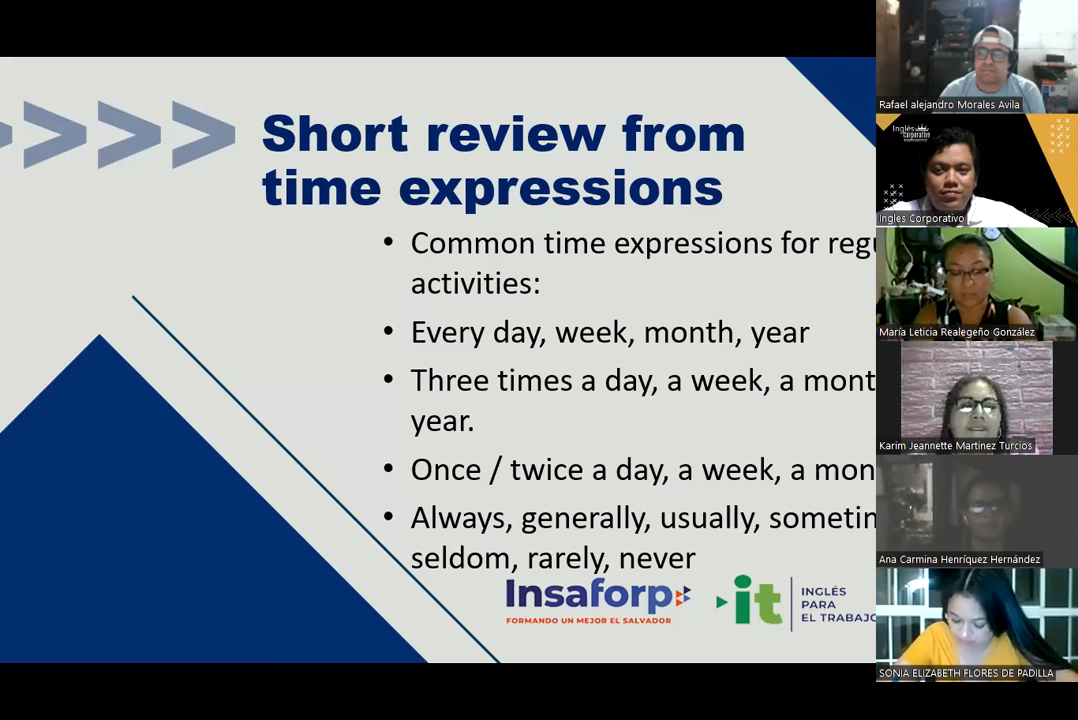 Short review from
time expressions
• Common time expressions for regu
activities:
• Every day, week, month, year
• Three times a day, a week, a mont
year.
• Once / twice a day, a week, a mon
• Always, generally, usually, sometim
seldom, rarely, never
Insaforp
FORMANDO UN MEJOR EL SALVADOR
it
INGLÉS
PARA
EL TRABAJO
Rafael alejandro Morales Avila
Inglés
Corporativo
Ingles Corporativo
María Leticia Realegeño González
Karim Jeannette Martinez Turcios
Ana Carmina Henríquez Hernández
SONIA ELIZABETH FLORES DE PADILLA